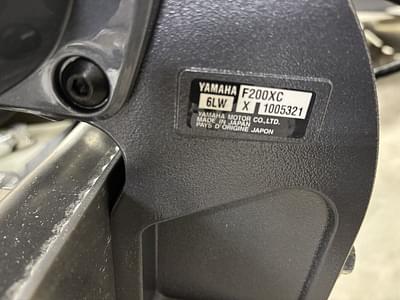 YAMAHA F200XC
6LW X 1005321
YAMAHA MOTOR CO.,LTD.
MADE IN JAPAN
PAYS D'ORIGINE JAPON